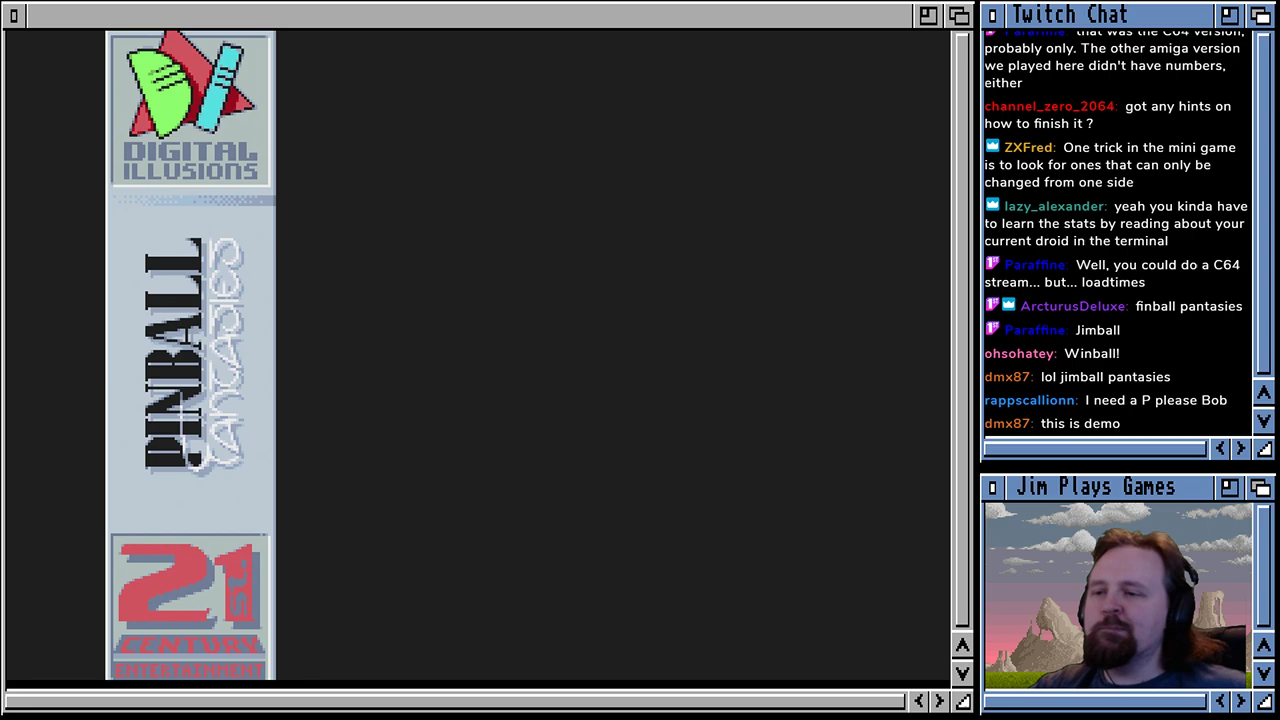 DIGITAL
ILLUSIONS
PINBALL
FANTASIES
21st
CENTURY
ENTERTAINMENT
Twitch Chat
Paraffine: that was the C64 version,
probably only. The other amiga version
we played here didn't have numbers,
either
channel_zero_2064: got any hints on
how to finish it ?
ZXFred: One trick in the mini game
is to look for ones that can only be
changed from one side
lazy_alexander: yeah you kinda have
to learn the stats by reading about your
current droid in the terminal
Paraffine: Well, you could do a C64
stream... but... loadtimes
ArcturusDeluxe: finball pantasies
Paraffine: Jimball
ohsohatey: Winball!
dmx87: lol jimball pantasies
rappscallionn: I need a P please Bob
dmx87: this is demo
Jim Plays Games